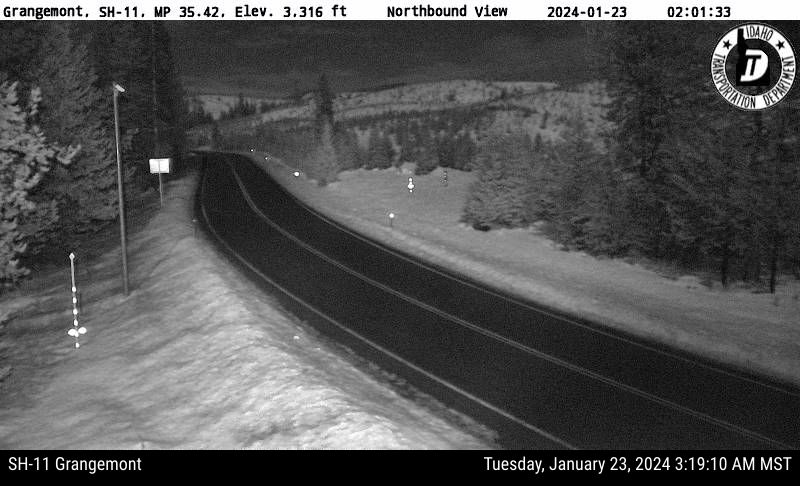 Grangemont, SH-11, MP 35.42, Elev. 3,316 ft Northbound View 2024-01-23 02:01:33
IDAHO
TRANSPORTATION DEPARTMENT
SH-11 Grangemont Tuesday, January 23, 2024 3:19:10 AM MST